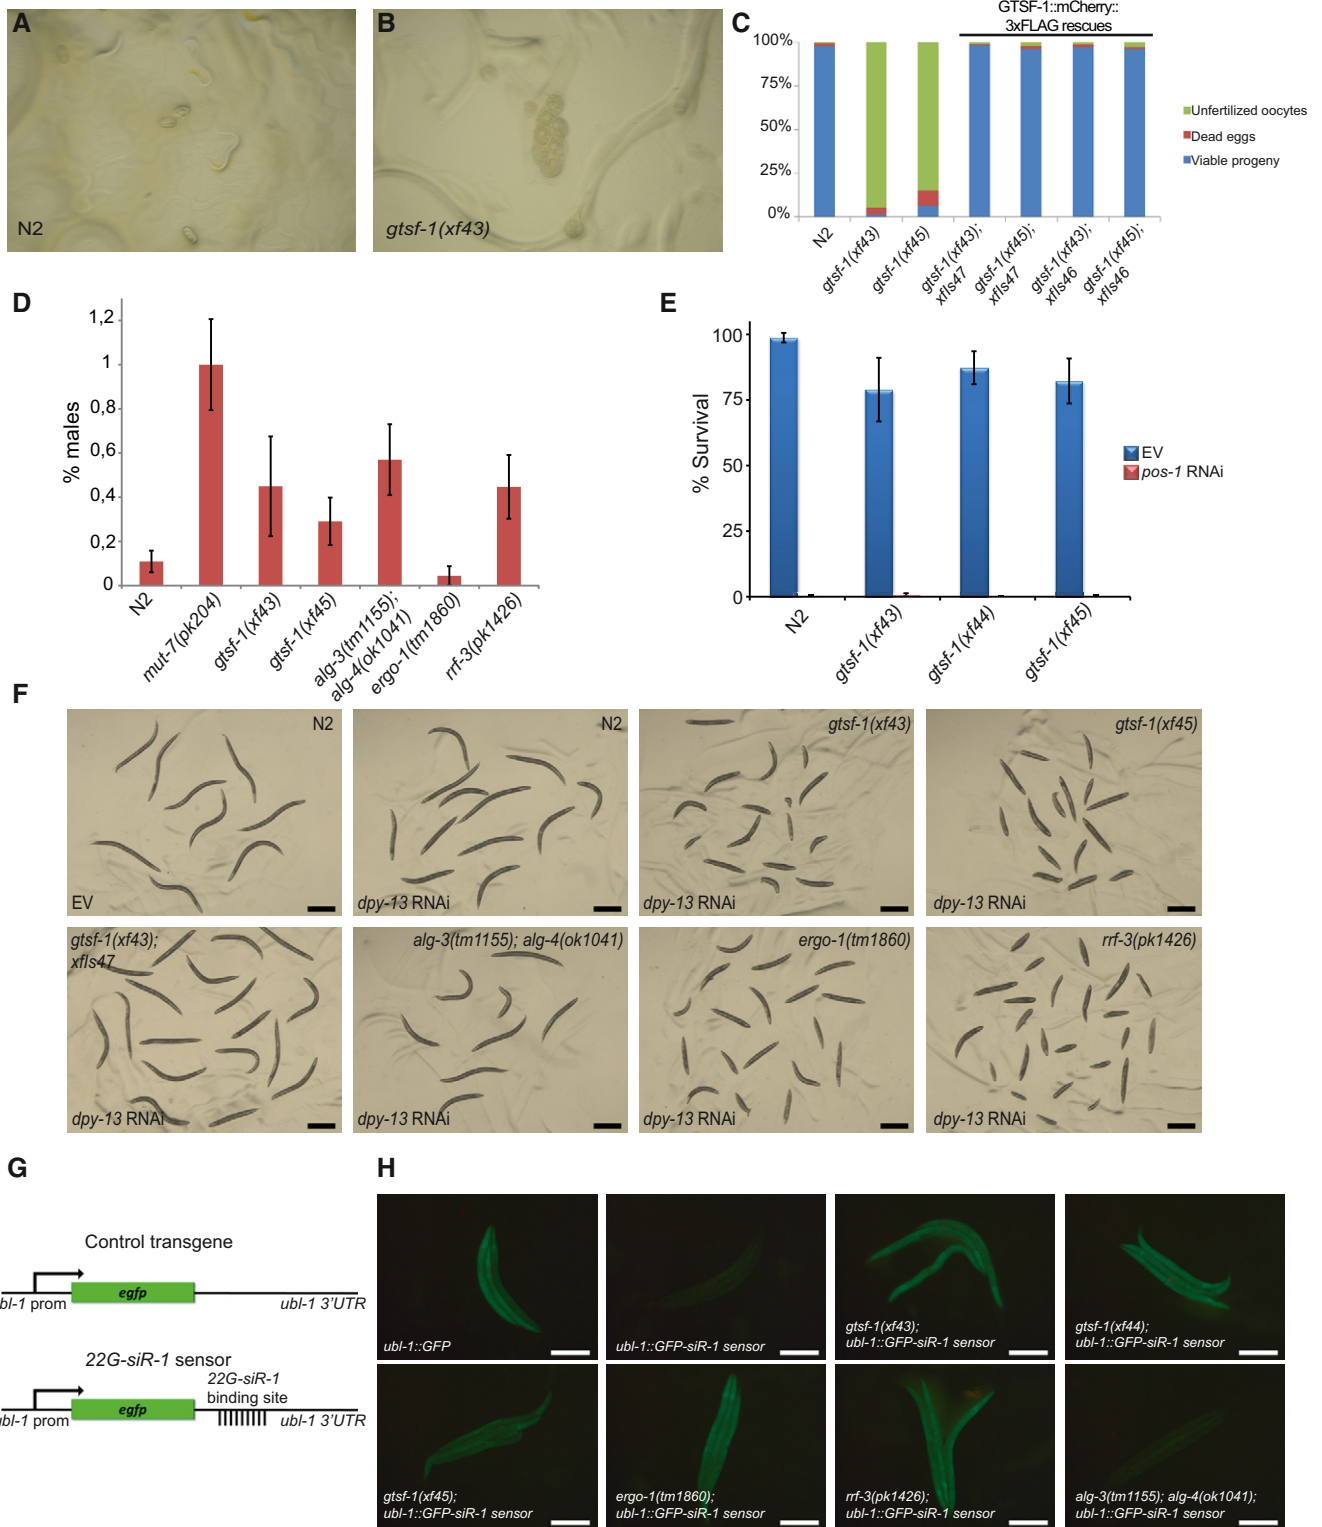 A
N2
B
gtsf-1(xf43)
C
GTSF-1::mCherry::
3xFLAG rescues
100%
75%
50%
25%
0%
Unfertilized oocytes
Dead eggs
Viable progeny
N2
gtsf-1(xf43)
gtsf-1(xf45)
gtsf-1(xf43);
xfIs47
gtsf-1(xf45);
xfIs47
gtsf-1(xf43);
xfIs46
gtsf-1(xf45);
xfIs46
D
% males
1,2
1
0,8
0,6
0,4
0,2
0
N2
mut-7(pk204)
gtsf-1(xf43)
gtsf-1(xf45)
alg-3(tm1155);
alg-4(ok1041)
ergo-1(tm1860)
rrf-3(pk1426)
E
% Survival
100
75
50
25
0
EV
pos-1 RNAi
N2
gtsf-1(xf43)
gtsf-1(xf44)
gtsf-1(xf45)
F
N2
EV
N2
dpy-13 RNAi
gtsf-1(xf43)
dpy-13 RNAi
gtsf-1(xf45)
gtsf-1(xf43);
xfIs47
dpy-13 RNAi
alg-3(tm1155); alg-4(ok1041)
dpy-13 RNAi
ergo-1(tm1860)
dpy-13 RNAi
rrf-3(pk1426)
G
Control transgene
egfp
bl-1 prom
ubl-1 3'UTR
22G-siR-1 sensor
22G-siR-1
binding site
egfp
ubl-1 prom
ubl-1 3'UTR
H
ubl-1::GFP
ubl-1::GFP-siR-1 sensor
gtsf-1(xf43);
ubl-1::GFP-siR-1 sensor
gtsf-1(xf44);
ubl-1::GFP-siR-1 sensor
gtsf-1(xf45);
ubl-1::GFP-siR-1 sensor
ergo-1(tm1860);
ubl-1::GFP-siR-1 sensor
rrf-3(pk1426);
ubl-1::GFP-siR-1 sensor
alg-3(tm1155); alg-4(ok1041);
ubl-1::GFP-siR-1 sensor